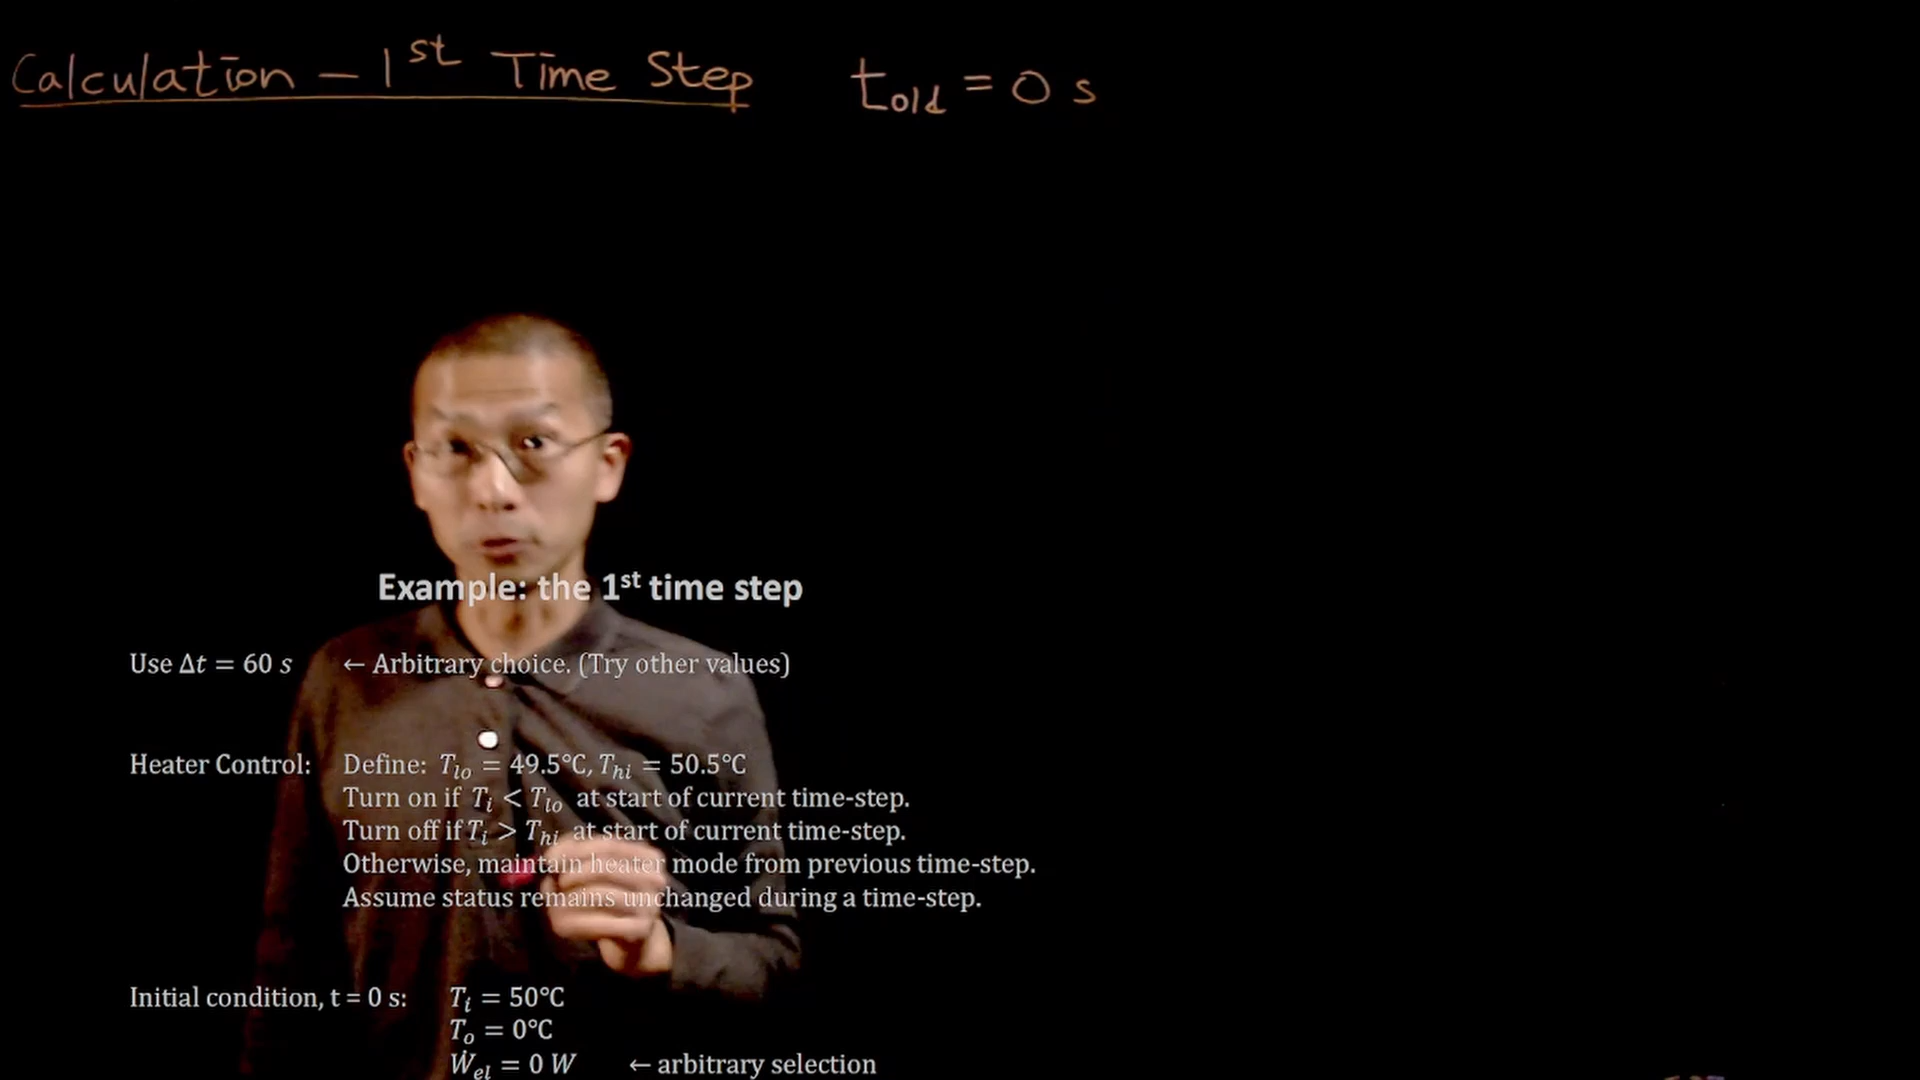 Calculation – 1st Time Step t_old = 0 s
Example: the 1st time step
Use Δt = 60 s ← Arbitrary choice. (Try other values)
Heater Control: Define: T_lo = 49.5°C, T_hi = 50.5°C
Turn on if T_i < T_lo at start of current time-step.
Turn off if T_i > T_hi at start of current time-step.
Otherwise, maintain heater mode from previous time-step.
Assume status remains unchanged during a time-step.
Initial condition, t = 0 s: T_i = 50°C
T_o = 0°C
Ẇ_el = 0 W ← arbitrary selection